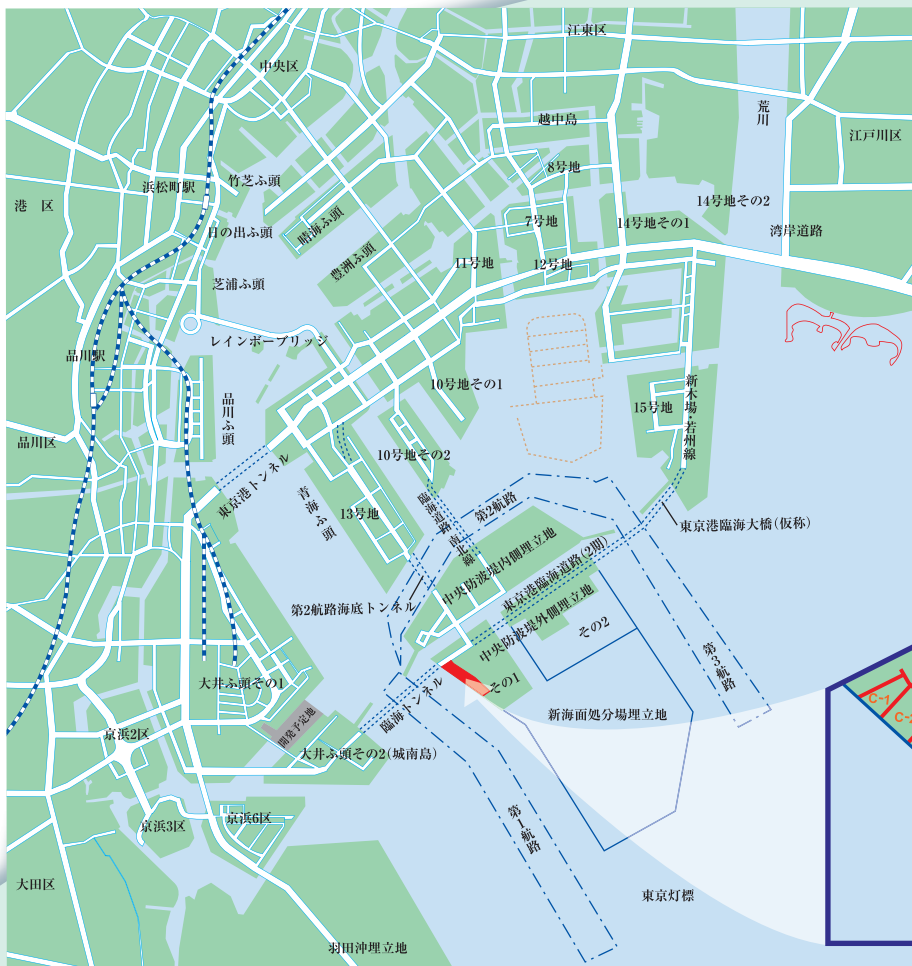 江東区
中央区
越中島
荒川
江戸川区
8号地
竹芝ふ頭
浜松町駅
港 区
14号地その2
7号地
14号地その1
晴海ふ頭
日の出ふ頭
湾岸道路
豊洲ふ頭
11号地
12号地
芝浦ふ頭
レインボーブリッジ
品川駅
10号地その1
新木場・若州線
15号地
品川ふ頭
品川区
10号地その2
東京港トンネル
青海ふ頭
13号地
臨海道路南北線
第2航路
東京港臨海大橋（仮称）
中央防波堤内側埋立地
東京港臨海道路（2期）
第2航路海底トンネル
中央防波堤外側埋立地
その2
第3航路
その1
大井ふ頭その1
臨海トンネル
新海面処分場埋立地
C-1
C-2
開発予定地
京浜2区
大井ふ頭その2（城南島）
第1航路
京浜3区
京浜6区
大田区
東京灯標
羽田沖埋立地